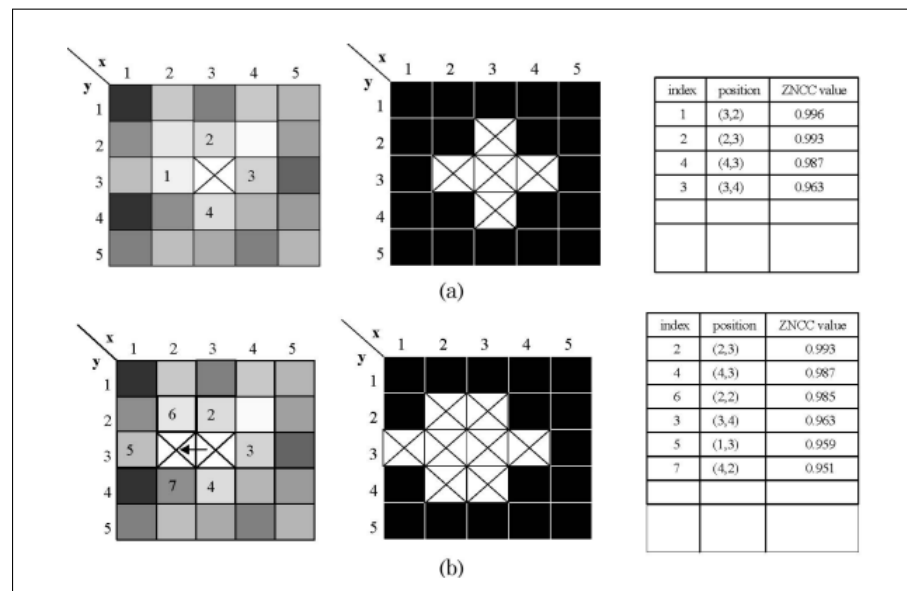 x
y
1 2 3 4 5
1
2 2
3 1 3
4 4
5
x
y
1 2 3 4 5
1
2
3
4
5
index position ZNCC value
1 (3,2) 0.996
2 (2,3) 0.993
4 (4,3) 0.987
3 (3,4) 0.963
(a)
x
y
1 2 3 4 5
1
2 6 2
3 5 3
4 7 4
5
x
y
1 2 3 4 5
1
2
3
4
5
index position ZNCC value
2 (2,3) 0.993
4 (4,3) 0.987
6 (2,2) 0.985
3 (3,4) 0.963
5 (1,3) 0.959
7 (4,2) 0.951
(b)